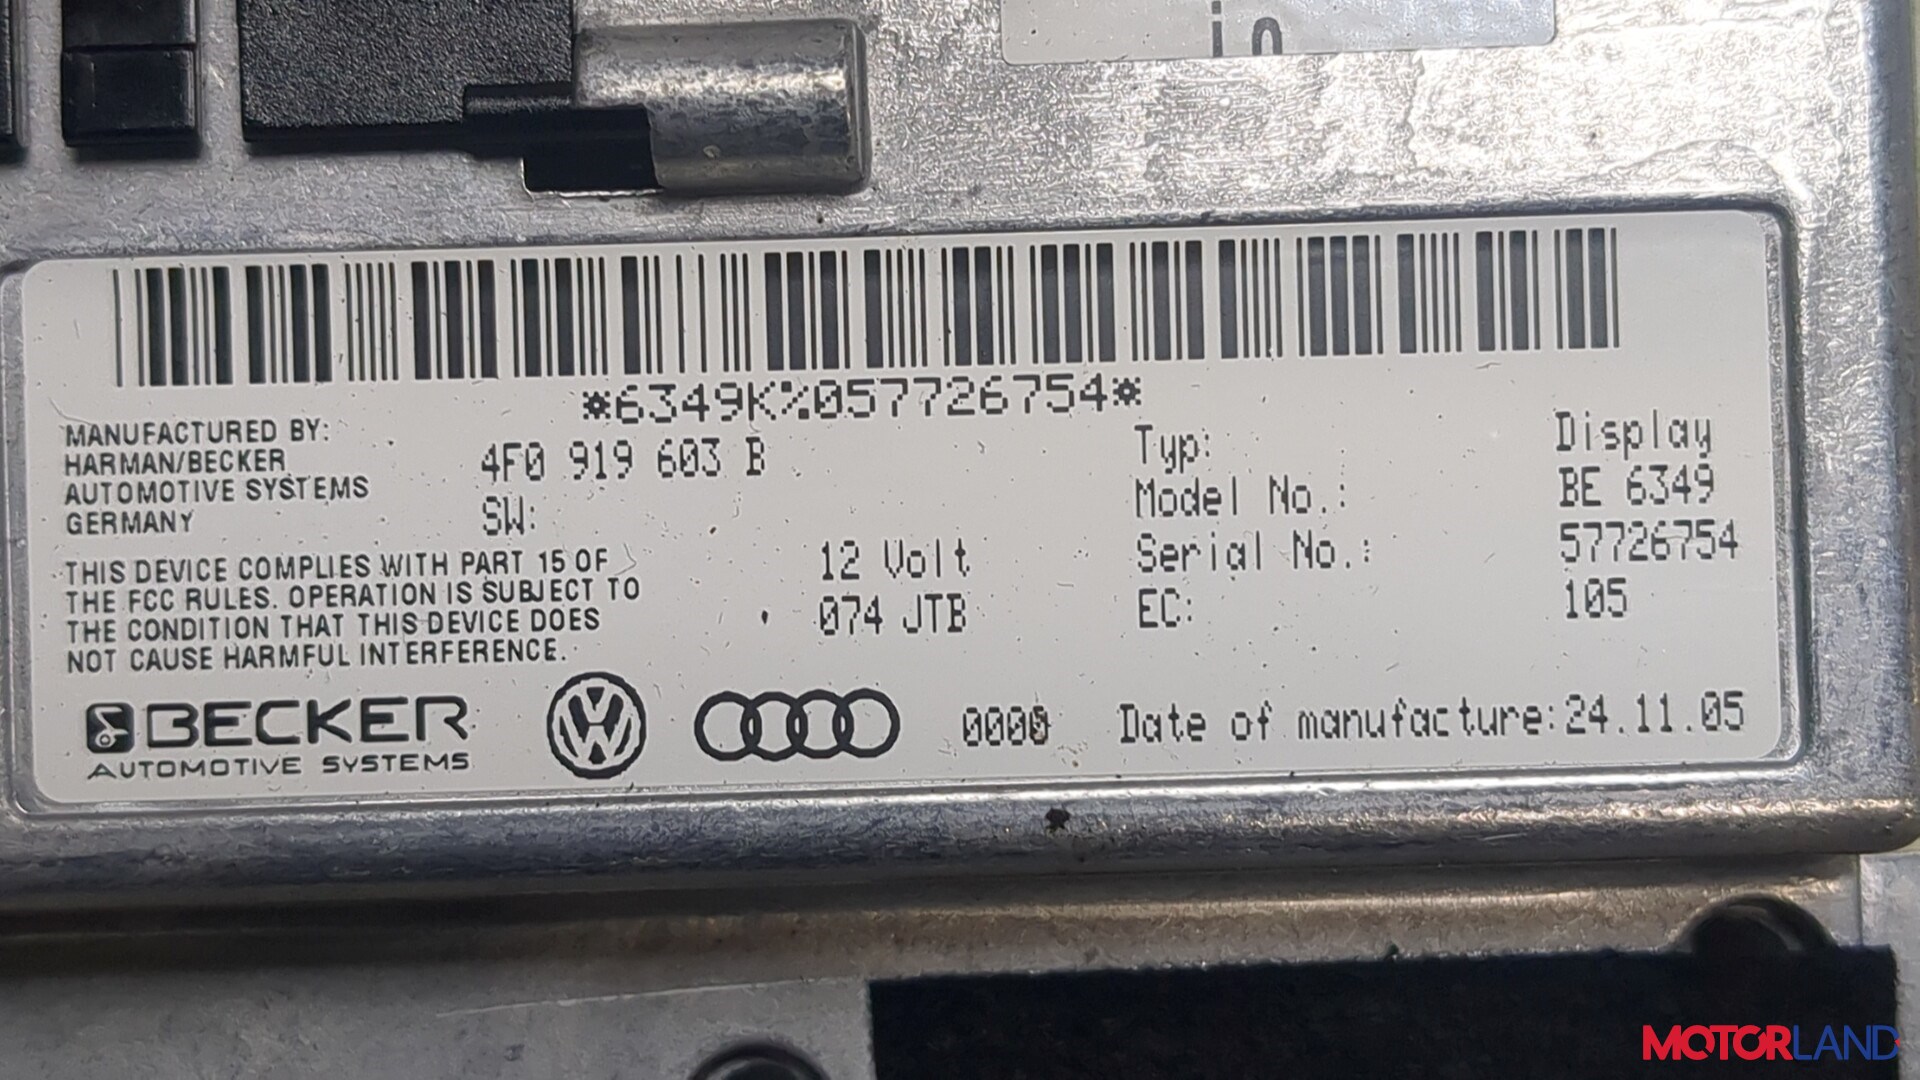 *6349K%057726754*
MANUFACTURED BY:
HARMAN/BECKER
AUTOMOTIVE SYSTEMS
GERMANY
4F0 919 603 B
SW:
THIS DEVICE COMPLIES WITH PART 15 OF
THE FCC RULES. OPERATION IS SUBJECT TO
THE CONDITION THAT THIS DEVICE DOES
NOT CAUSE HARMFUL INTERFERENCE.
12 Volt
074 JTB
Typ: Display
Model No.: BE 6349
Serial No.: 57726754
EC: 105
BECKER
AUTOMOTIVE SYSTEMS
0000 Date of manufacture:24.11.05
MOTORLAND